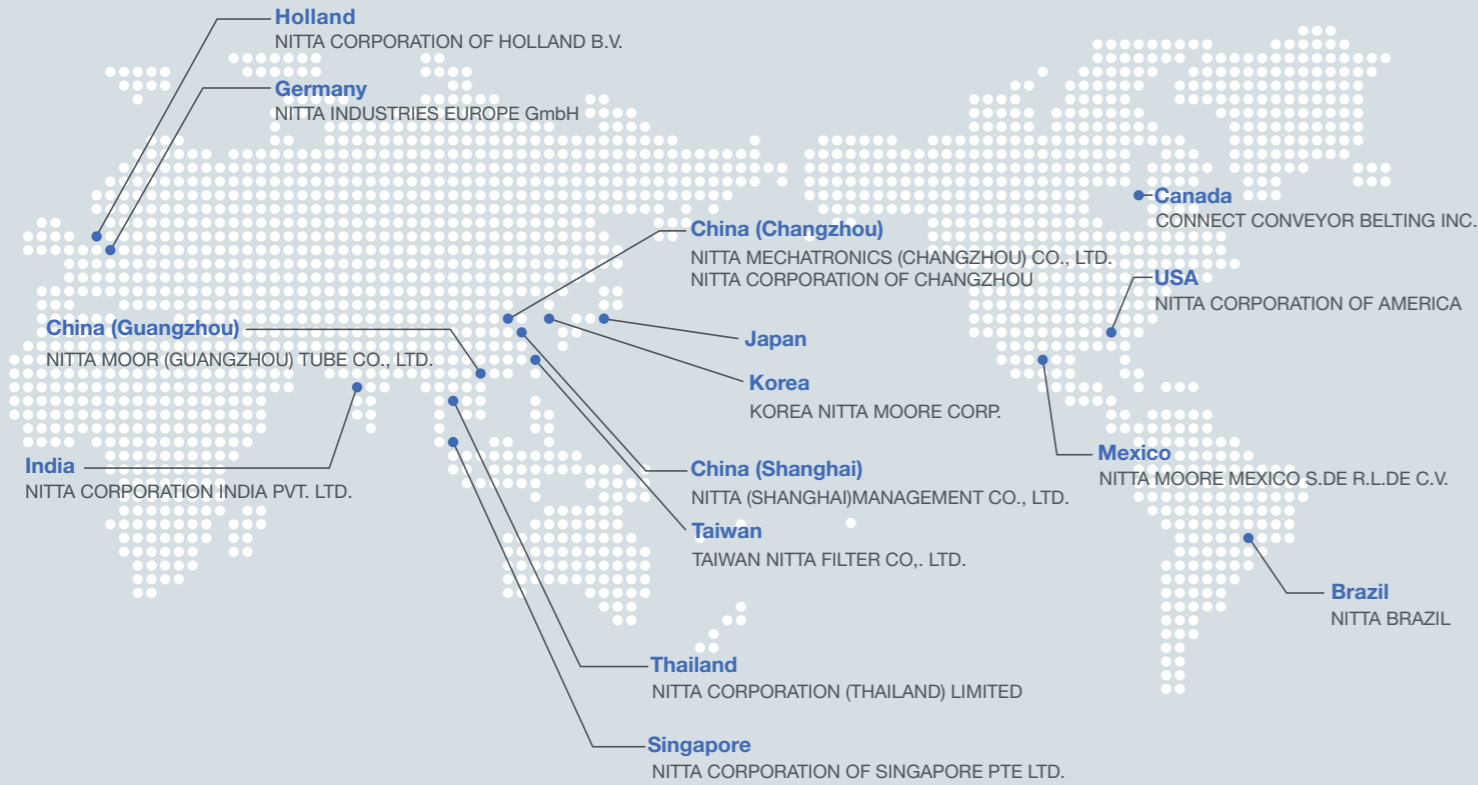 Holland
NITTA CORPORATION OF HOLLAND B.V.
Germany
NITTA INDUSTRIES EUROPE GmbH
Canada
CONNECT CONVEYOR BELTING INC.
China (Changzhou)
NITTA MECHATRONICS (CHANGZHOU) CO., LTD.
NITTA CORPORATION OF CHANGZHOU
USA
NITTA CORPORATION OF AMERICA
China (Guangzhou)
NITTA MOOR (GUANGZHOU) TUBE CO., LTD.
Japan
Korea
KOREA NITTA MOORE CORP.
India
NITTA CORPORATION INDIA PVT. LTD.
China (Shanghai)
NITTA (SHANGHAI)MANAGEMENT CO., LTD.
Mexico
NITTA MOORE MEXICO S.DE R.L.DE C.V.
Taiwan
TAIWAN NITTA FILTER CO,. LTD.
Brazil
NITTA BRAZIL
Thailand
NITTA CORPORATION (THAILAND) LIMITED
Singapore
NITTA CORPORATION OF SINGAPORE PTE LTD.